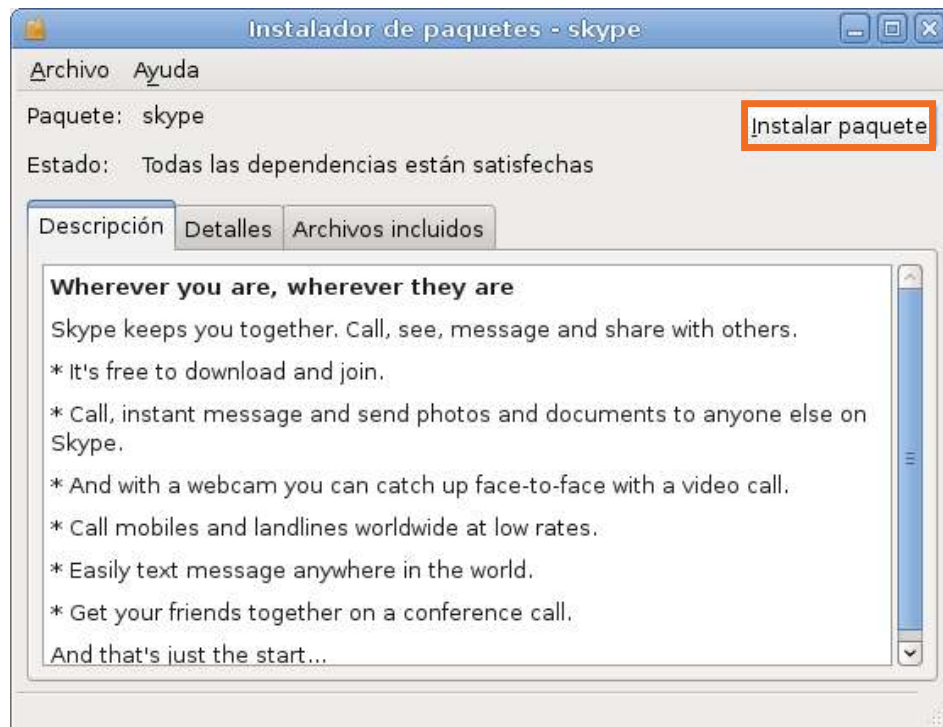 Instalador de paquetes - skype
Archivo Ayuda
Paquete: skype
Instalar paquete
Estado: Todas las dependencias están satisfechas
Descripción Detalles Archivos incluidos
Wherever you are, wherever they are
Skype keeps you together. Call, see, message and share with others.
* It's free to download and join.
* Call, instant message and send photos and documents to anyone else on
Skype.
* And with a webcam you can catch up face-to-face with a video call.
* Call mobiles and landlines worldwide at low rates.
* Easily text message anywhere in the world.
* Get your friends together on a conference call.
And that's just the start...